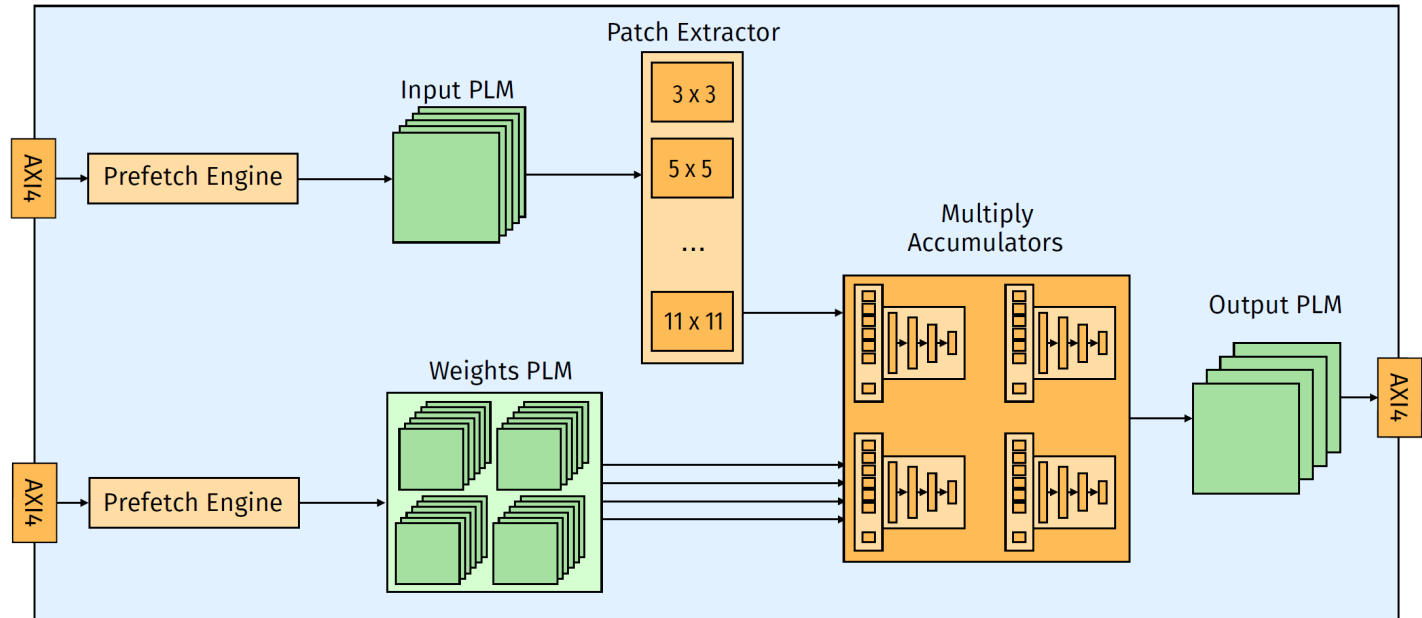 Patch Extractor
Input PLM
3 x 3
AXI4
Prefetch Engine
5 x 5
...
11 x 11
Multiply
Accumulators
Output PLM
AXI4
Weights PLM
AXI4
Prefetch Engine